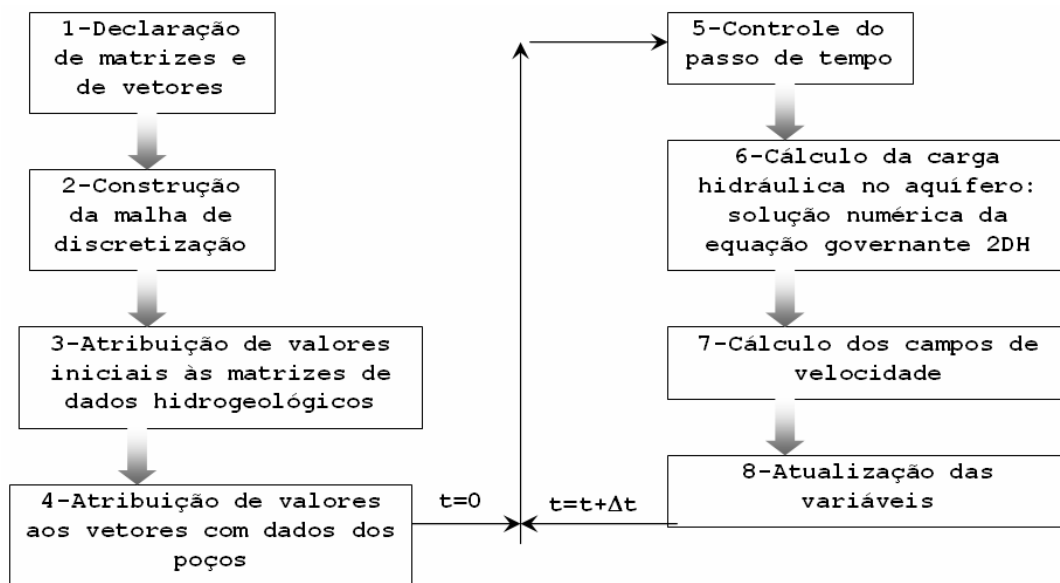 1-Declaração
de matrizes e
de vetores
2-Construção
da malha de
discretização
3-Atribuição de valores
iniciais às matrizes de
dados hidrogeológicos
4-Atribuição de valores
aos vetores com dados dos
poços
t=0
t=t+Δt
5-Controle do
passo de tempo
6-Cálculo da carga
hidráulica no aquífero:
solução numérica da
equação governante 2DH
7-Cálculo dos campos de
velocidade
8-Atualização das
variáveis